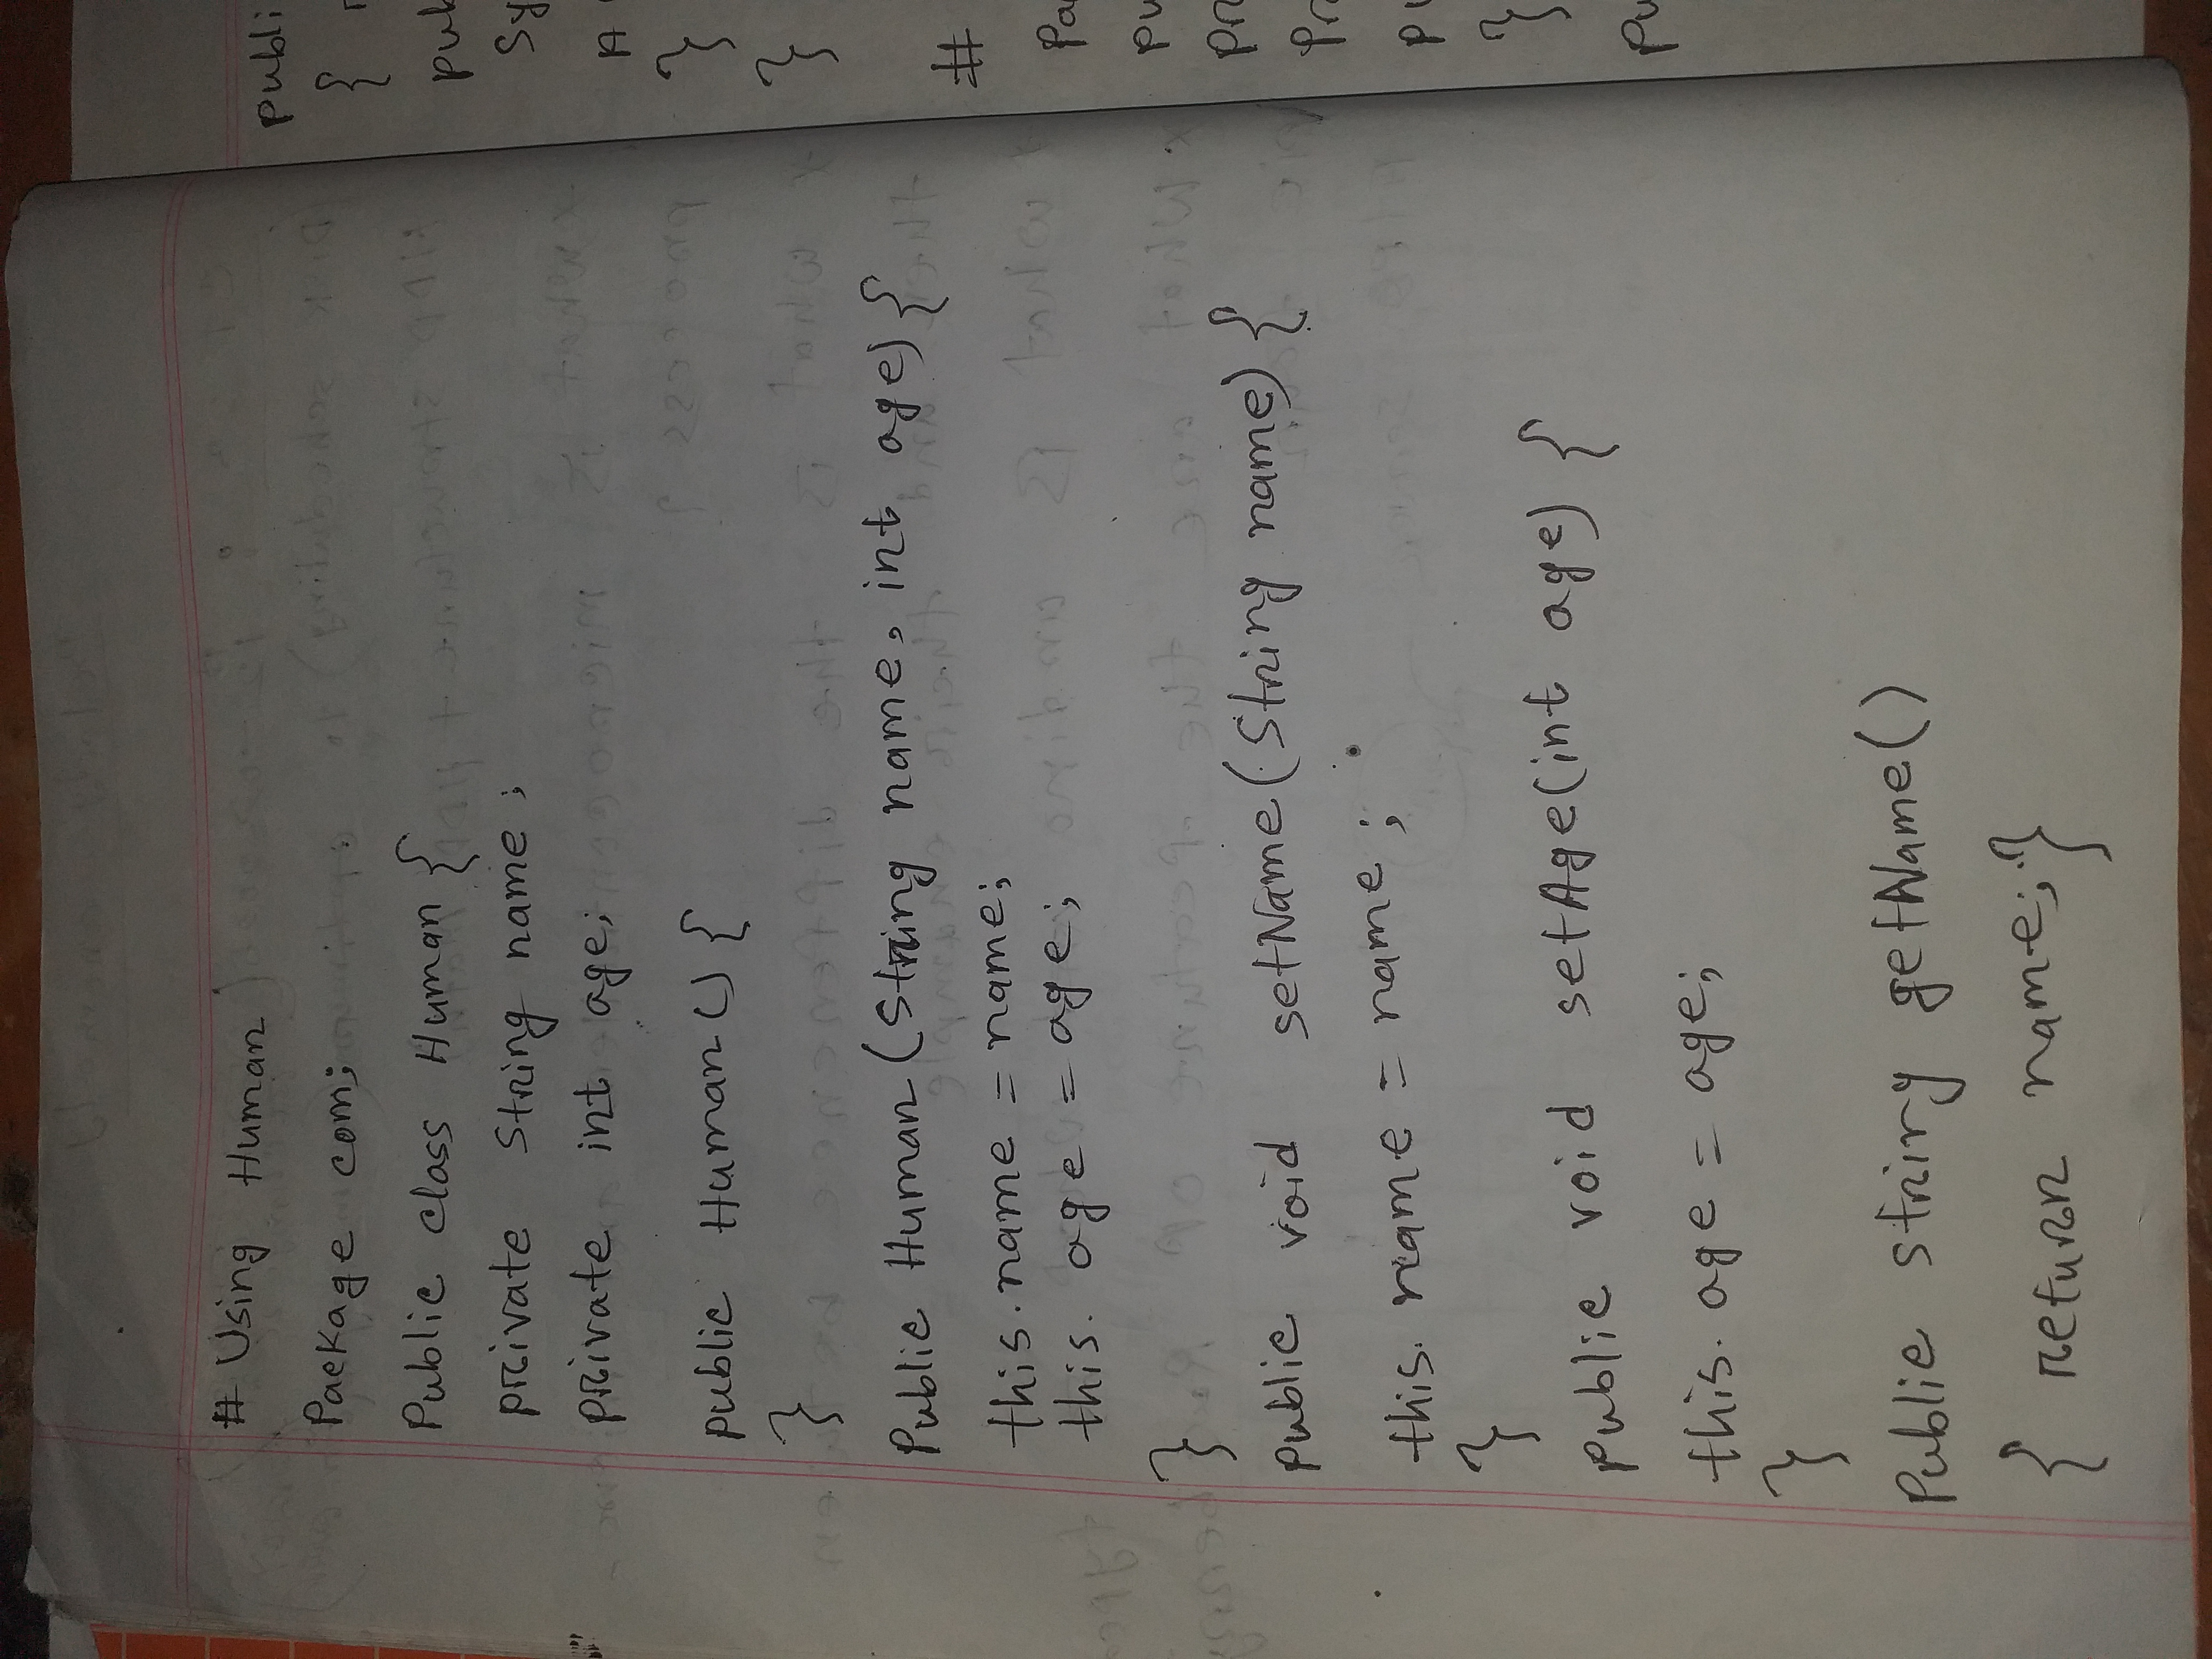 # Using Human
Package com;
Public class Human {
private String name ;
private int age;
public Human () {
}
Public Human (String name, int age) {
this.name = name;
this. age = age;
}
public void setName (String name) {
this. name = name ;
}
public void setAge (int age) {
this. age = age;
}
Public string getName ()
{ return name; }
publi
{
pub
Sy
A
}
}
#
Pa
pu
pr
Pr
pu
}
pu